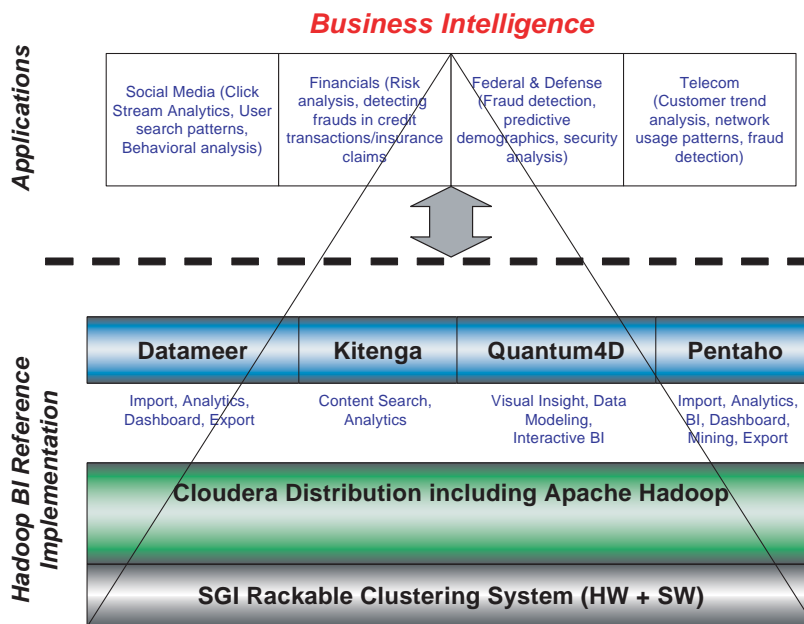 Business Intelligence
Applications
Social Media (Click
Stream Analytics, User
search patterns,
Behavioral analysis)
Financials (Risk
analysis, detecting
frauds in credit
transactions/insurance
claims
Federal & Defense
(Fraud detection,
predictive
demographics, security
analysis)
Telecom
(Customer trend
analysis, network
usage patterns, fraud
detection)
Hadoop BI Reference
Implementation
Datameer
Kitenga
Quantum4D
Pentaho
Import, Analytics,
Dashboard, Export
Content Search,
Analytics
Visual Insight, Data
Modeling,
Interactive BI
Import, Analytics,
BI, Dashboard,
Mining, Export
Cloudera Distribution including Apache Hadoop
SGI Rackable Clustering System (HW + SW)